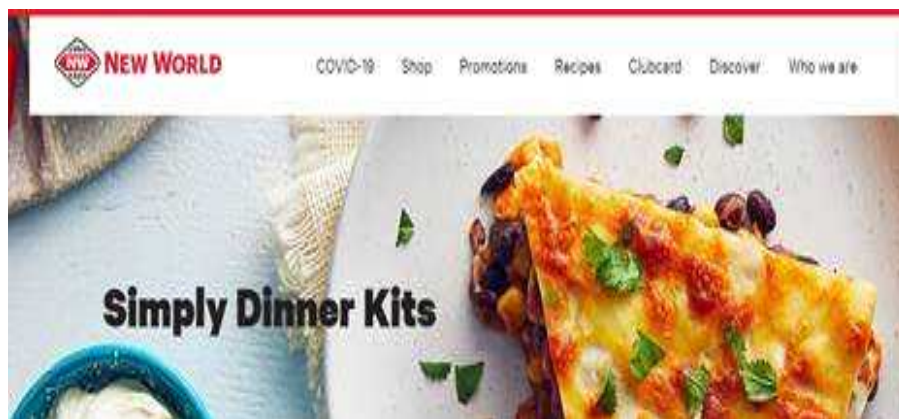 NEW WORLD
COVID-19 Shop Promotions Recipes Clubcard Discover Who we are
Simply Dinner Kits